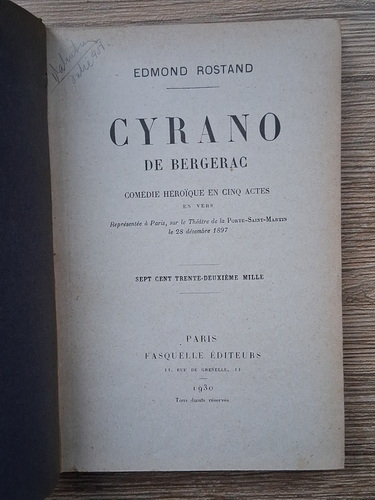 EDMOND ROSTAND
CYRANO
DE BERGERAC
COMÉDIE HÉROÏQUE EN CINQ ACTES
EN VERS
Représentée à Paris, sur le Théâtre de la PORTE-SAINT-MARTIN
le 28 décembre 1897
SEPT CENT TRENTE-DEUXIÈME MILLE
PARIS
FASQUELLE ÉDITEURS
11, RUE DE GRENELLE, 11
1930
Tous droits réservés